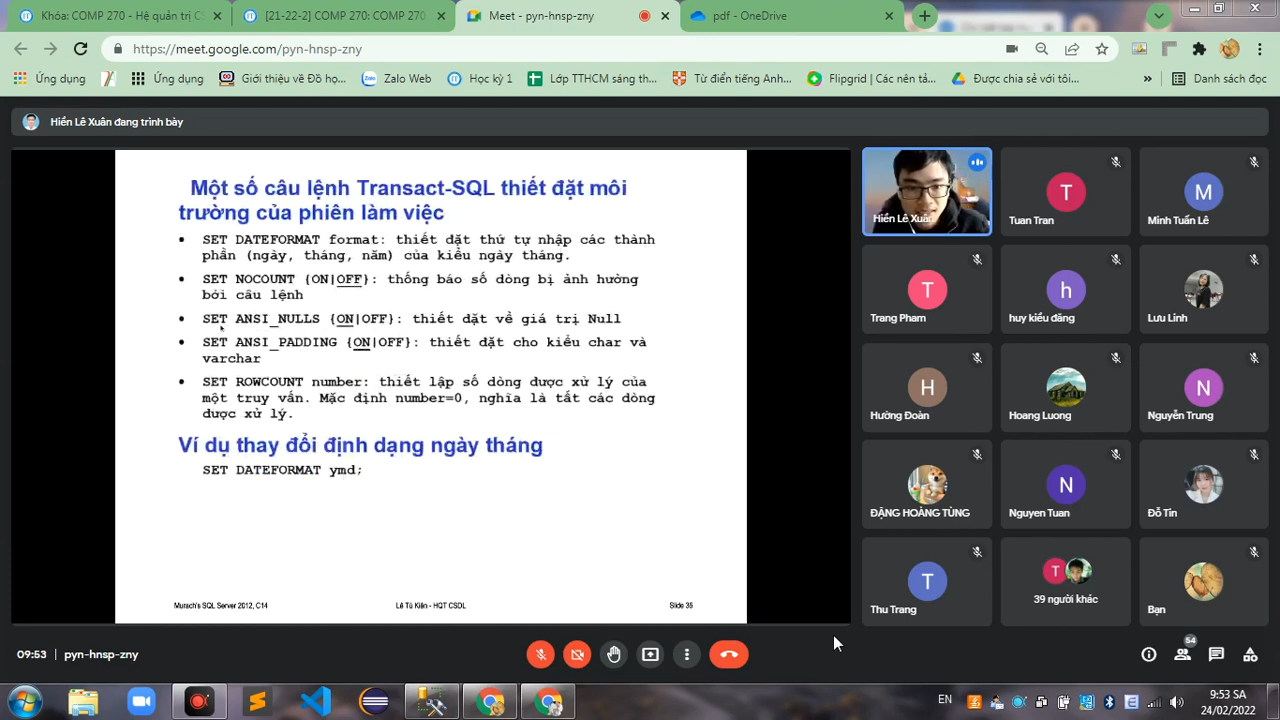 Khóa: COMP 270 - Hệ quản trị CS
[21-22-2] COMP 270: COMP 270
Meet - pyn-hnsp-zny
pdf - OneDrive
https://meet.google.com/pyn-hnsp-zny
Ứng dụng
Ứng dụng
Giới thiệu về Đồ họ...
Zalo Web
Học kỳ 1
Lớp TTHCM sáng th...
Từ điển tiếng Anh...
Flipgrid | Các nền tả...
Được chia sẻ với tôi...
»
Danh sách đọc
Hiển Lê Xuân đang trình bày
Một số câu lệnh Transact-SQL thiết đặt môi
trường của phiên làm việc
• SET DATEFORMAT format: thiết đặt thứ tự nhập các thành
phần (ngày, tháng, năm) của kiểu ngày tháng.
• SET NOCOUNT {ON|OFF}: thống báo số dòng bị ảnh hưởng
bởi câu lệnh
• SET ANSI_NULLS {ON|OFF}: thiết đặt về giá trị Null
• SET ANSI_PADDING {ON|OFF}: thiết đặt cho kiểu char và
varchar
• SET ROWCOUNT number: thiết lập số dòng được xử lý của
một truy vấn. Mặc định number=0, nghĩa là tất các dòng
được xử lý.
Ví dụ thay đổi định dạng ngày tháng
SET DATEFORMAT ymd;
Murach's SQL Server 2012, C14
Lê Tú Kiên - HQT CSDL
Slide 35
Hiển Lê Xuân
T
Tuan Tran
M
Minh Tuấn Lê
T
Trang Pham
h
huy kiều đăng
Lưu Linh
H
Hường Đoàn
Hoang Luong
N
Nguyễn Trung
ĐẶNG HOÀNG TÙNG
N
Nguyen Tuan
Đỗ Tín
T
Thu Trang
T
39 người khác
Bạn
09:53
pyn-hnsp-zny
54
EN
9:53 SA
24/02/2022